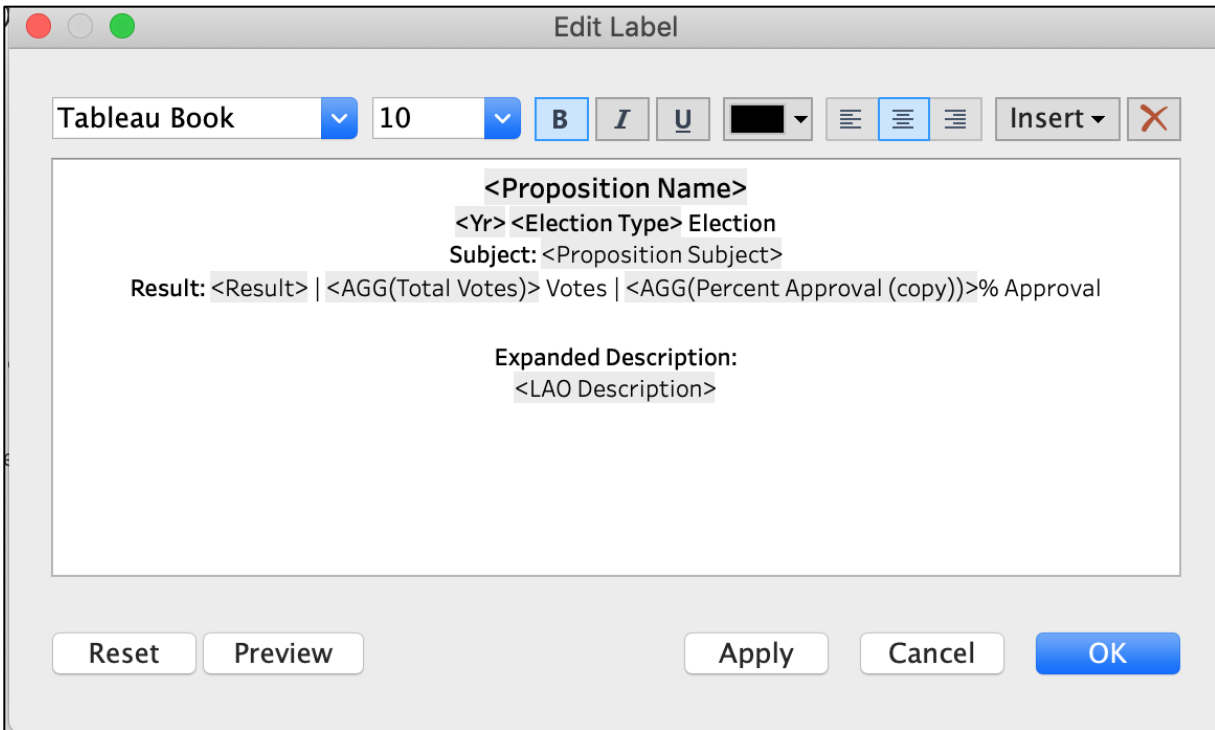 Edit Label
Tableau Book 10 B I U Insert
<Proposition Name>
<Yr> <Election Type> Election
Subject: <Proposition Subject>
Result: <Result> | <AGG(Total Votes)> Votes | <AGG(Percent Approval (copy))>% Approval
Expanded Description:
<LAO Description>
Reset Preview Apply Cancel OK